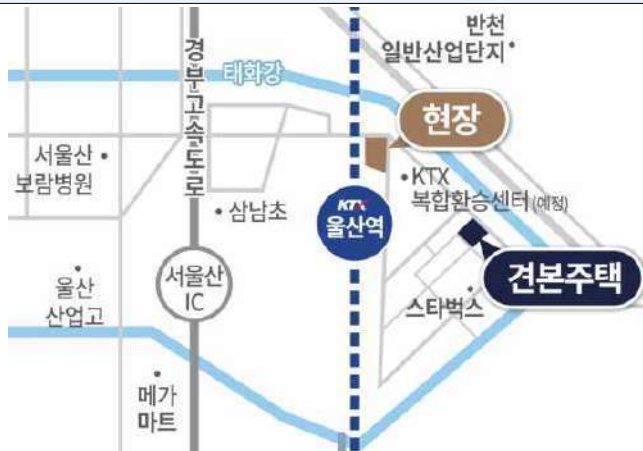 반천
일반산업단지
경부고속도로
태화강
현장
서울산
보람병원
KTX
복합환승센터 (예정)
삼남초
KTX
울산역
서울산
IC
울산
산업고
견본주택
스타벅스
메가
마트